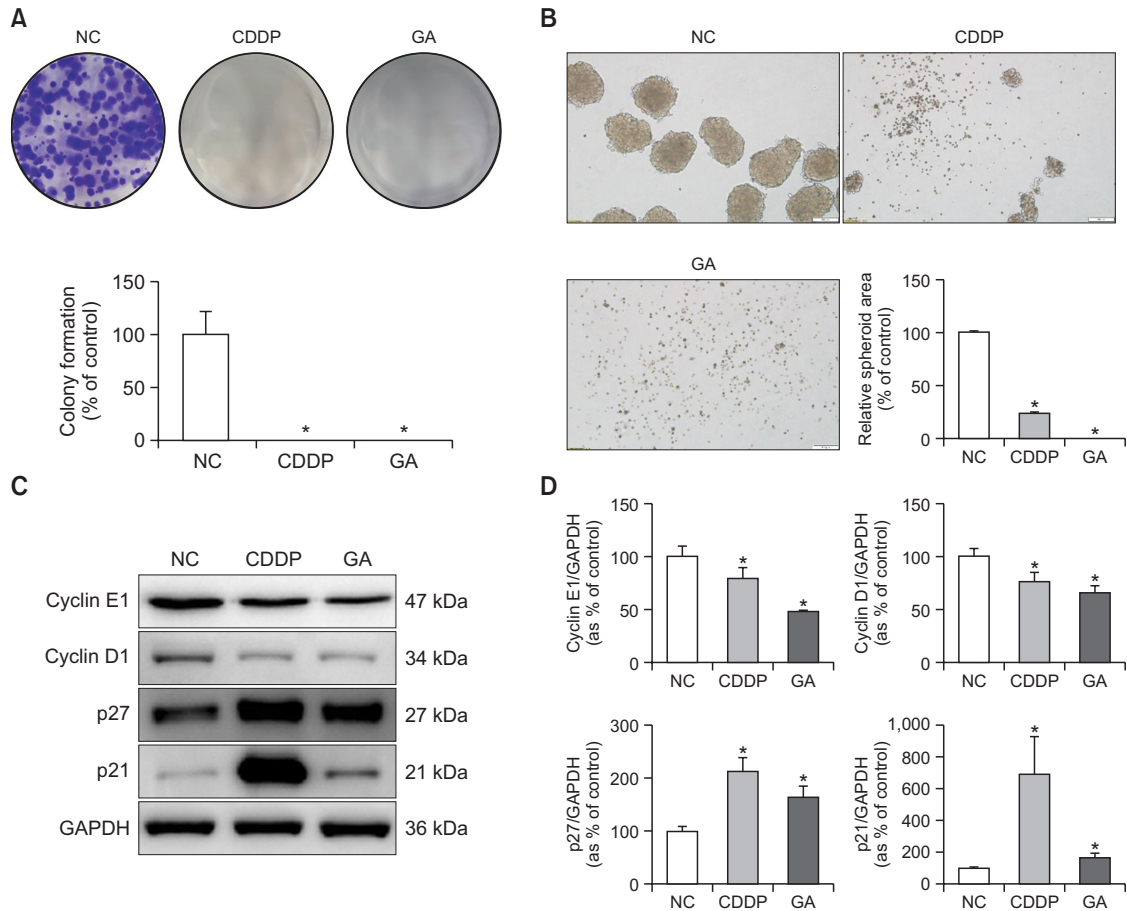 A
NC CDDP GA
Colony formation
(% of control)
150
100
50
0
* *
NC CDDP GA
B
NC CDDP
GA
Relative spheroid area
(% of control)
150
100
50
0
* *
NC CDDP GA
C
NC CDDP GA
Cyclin E1 47 kDa
Cyclin D1 34 kDa
p27 27 kDa
p21 21 kDa
GAPDH 36 kDa
D
Cyclin E1/GAPDH
(as % of control)
150
100
50
0
* *
NC CDDP GA
Cyclin D1/GAPDH
(as % of control)
150
100
50
0
* *
NC CDDP GA
p27/GAPDH
(as % of control)
300
200
100
0
* *
NC CDDP GA
p21/GAPDH
(as % of control)
1,000
800
600
400
200
0
* *
NC CDDP GA